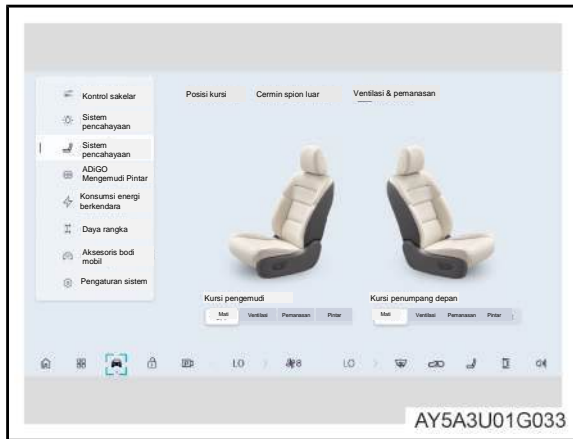 Kontrol sakelar
Posisi kursi
Cermin spion luar
Ventilasi & pemanasan
Sistem
pencahayaan
Sistem
pencahayaan
ADiGO
Mengemudi Pintar
Konsumsi energi
berkendara
Daya rangka
Aksesoris bodi
mobil
Pengaturan sistem
Kursi pengemudi
Kursi penumpang depan
Mati
Ventilasi
Pemanasan
Pintar
Mati
Ventilasi
Pemanasan
Pintar
LO
8
LO
AY5A3U01G033